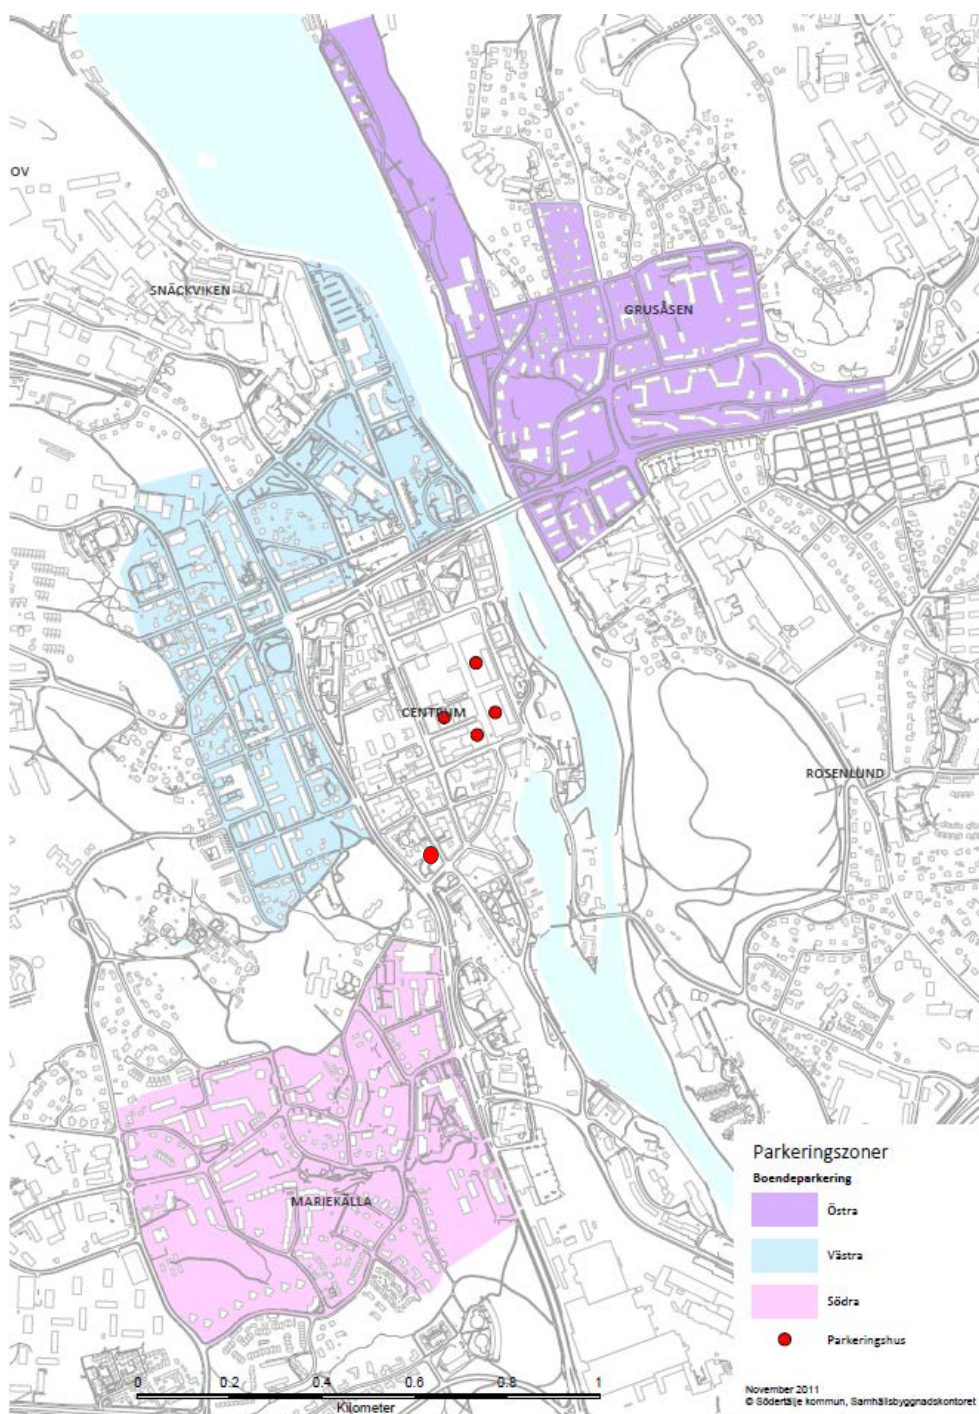 OV
SNÄCKVIKEN
GRUSÅSEN
CENTRUM
ROSENLUND
MARIEKÄLLA
Parkeringszoner
Boendeparkering
Östra
Västra
Södra
Parkeringshus
0 0.2 0.4 0.6 0.8 1
Kilometer
November 2011
© Södertälje kommun, Samhällsbyggnadskontoret